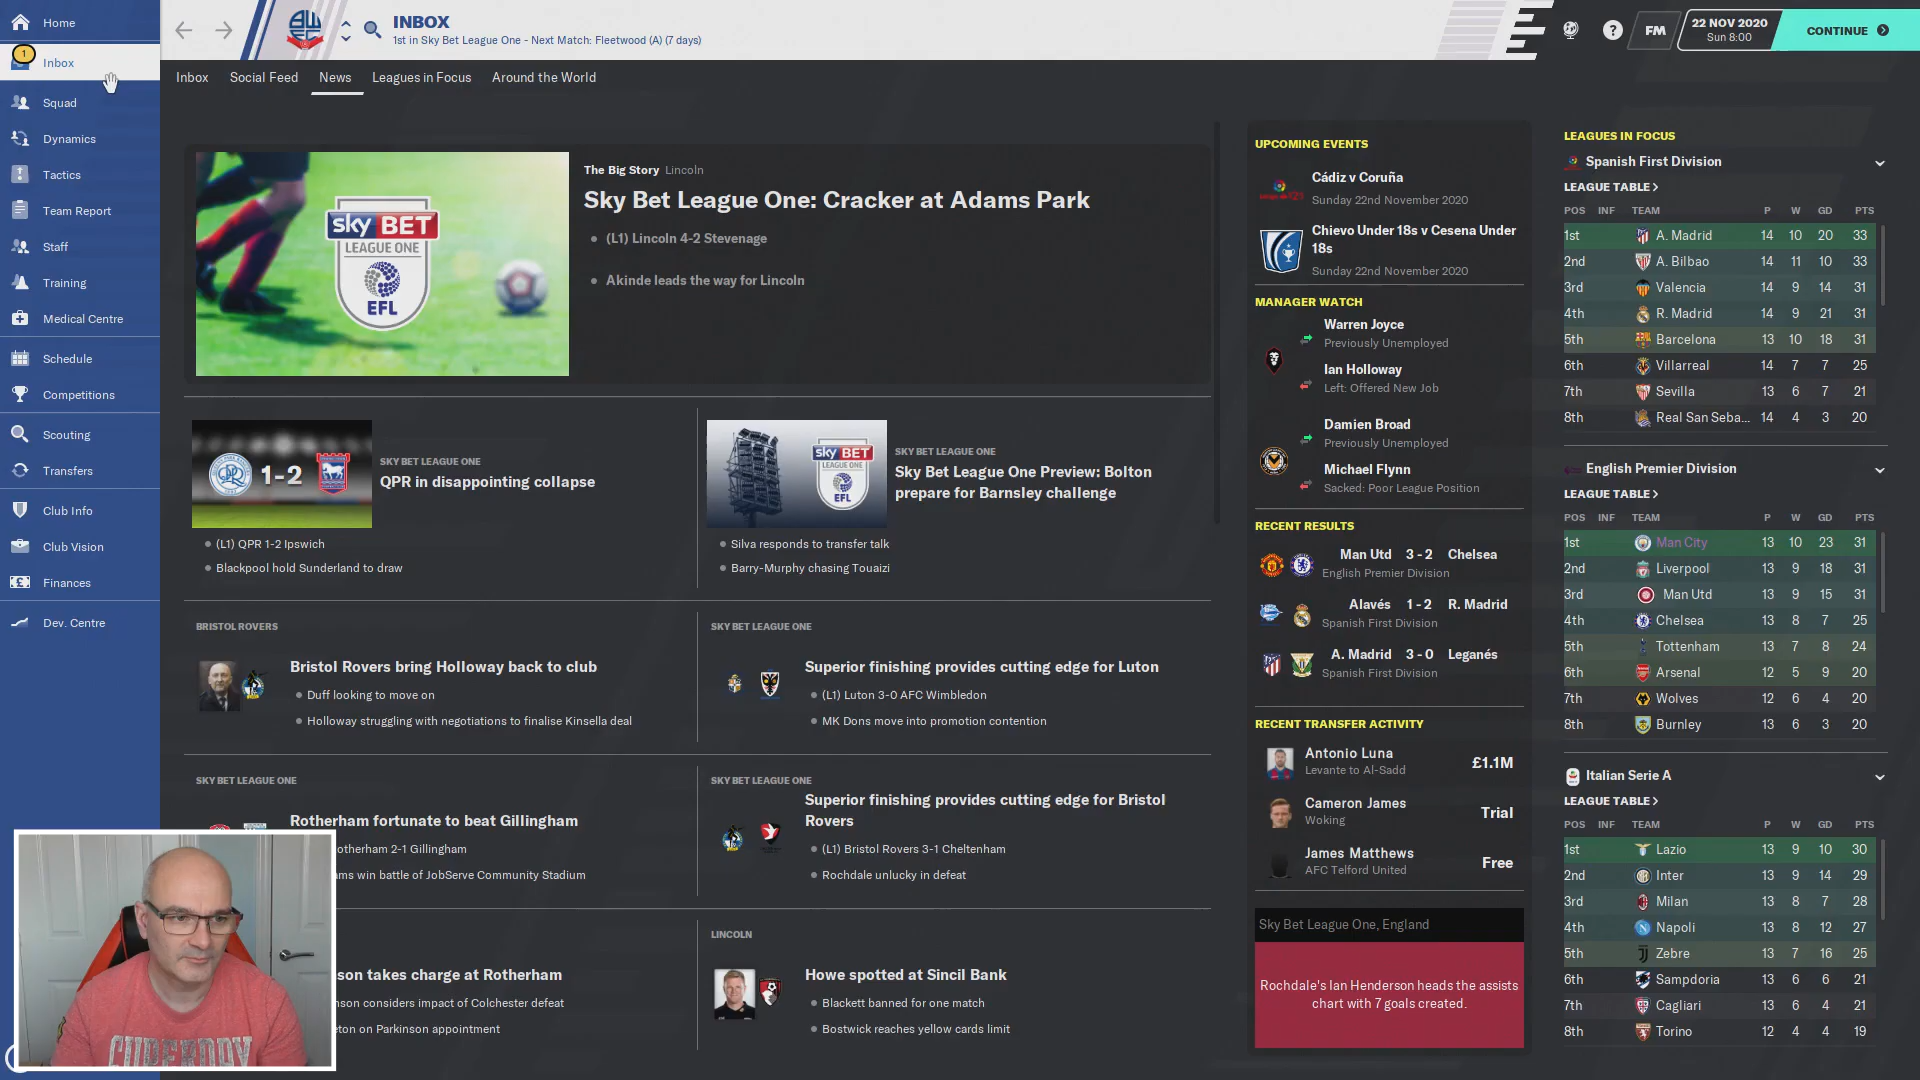 Home
1
Inbox
Squad
Dynamics
Tactics
Team Report
Staff
Training
Medical Centre
Schedule
Competitions
Scouting
Transfers
Club Info
Club Vision
Finances
Dev. Centre
INBOX
1st in Sky Bet League One - Next Match: Fleetwood (A) (7 days)
?
FM
22 NOV 2020
Sun 8:00
CONTINUE
Inbox Social Feed News Leagues in Focus Around the World
sky BET
LEAGUE ONE
EFL
The Big Story Lincoln
Sky Bet League One: Cracker at Adams Park
(L1) Lincoln 4-2 Stevenage
Akinde leads the way for Lincoln
1-2
SKY BET LEAGUE ONE
QPR in disappointing collapse
(L1) QPR 1-2 Ipswich
Blackpool hold Sunderland to draw
sky BET
LEAGUE ONE
EFL
SKY BET LEAGUE ONE
Sky Bet League One Preview: Bolton
prepare for Barnsley challenge
Silva responds to transfer talk
Barry-Murphy chasing Touaizi
BRISTOL ROVERS
Bristol Rovers bring Holloway back to club
Duff looking to move on
Holloway struggling with negotiations to finalise Kinsella deal
SKY BET LEAGUE ONE
Superior finishing provides cutting edge for Luton
(L1) Luton 3-0 AFC Wimbledon
MK Dons move into promotion contention
SKY BET LEAGUE ONE
Rotherham fortunate to beat Gillingham
otherham 2-1 Gillingham
ms win battle of JobServe Community Stadium
SKY BET LEAGUE ONE
Superior finishing provides cutting edge for Bristol
Rovers
(L1) Bristol Rovers 3-1 Cheltenham
Rochdale unlucky in defeat
son takes charge at Rotherham
nson considers impact of Colchester defeat
ton on Parkinson appointment
LINCOLN
Howe spotted at Sincil Bank
Blackett banned for one match
Bostwick reaches yellow cards limit
UPCOMING EVENTS
Cádiz v Coruña
Sunday 22nd November 2020
Chievo Under 18s v Cesena Under
18s
Sunday 22nd November 2020
MANAGER WATCH
Warren Joyce
Previously Unemployed
Ian Holloway
Left: Offered New Job
Damien Broad
Previously Unemployed
Michael Flynn
Sacked: Poor League Position
RECENT RESULTS
Man Utd 3 - 2 Chelsea
English Premier Division
Alavés 1 - 2 R. Madrid
Spanish First Division
A. Madrid 3 - 0 Leganés
Spanish First Division
RECENT TRANSFER ACTIVITY
Antonio Luna
Levante to Al-Sadd
£1.1M
Cameron James
Woking
Trial
James Matthews
AFC Telford United
Free
Sky Bet League One, England
Rochdale's Ian Henderson heads the assists
chart with 7 goals created.
LEAGUES IN FOCUS
Spanish First Division
LEAGUE TABLE >
POS INF TEAM P W GD PTS
1st A. Madrid 14 10 20 33
2nd A. Bilbao 14 11 10 33
3rd Valencia 14 9 14 31
4th R. Madrid 14 9 21 31
5th Barcelona 13 10 18 31
6th Villarreal 14 7 7 25
7th Sevilla 13 6 7 21
8th Real San Seba... 14 4 3 20
English Premier Division
LEAGUE TABLE >
POS INF TEAM P W GD PTS
1st Man City 13 10 23 31
2nd Liverpool 13 9 18 31
3rd Man Utd 13 9 15 31
4th Chelsea 13 8 7 25
5th Tottenham 13 7 8 24
6th Arsenal 12 5 9 20
7th Wolves 12 6 4 20
8th Burnley 13 6 3 20
Italian Serie A
LEAGUE TABLE >
POS INF TEAM P W GD PTS
1st Lazio 13 9 10 30
2nd Inter 13 9 14 29
3rd Milan 13 8 7 28
4th Napoli 13 8 12 27
5th Zebre 13 7 16 25
6th Sampdoria 13 6 6 21
7th Cagliari 13 6 4 21
8th Torino 12 4 4 19